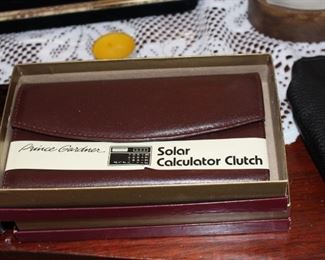 Prince Gardner
Solar
Calculator Clutch